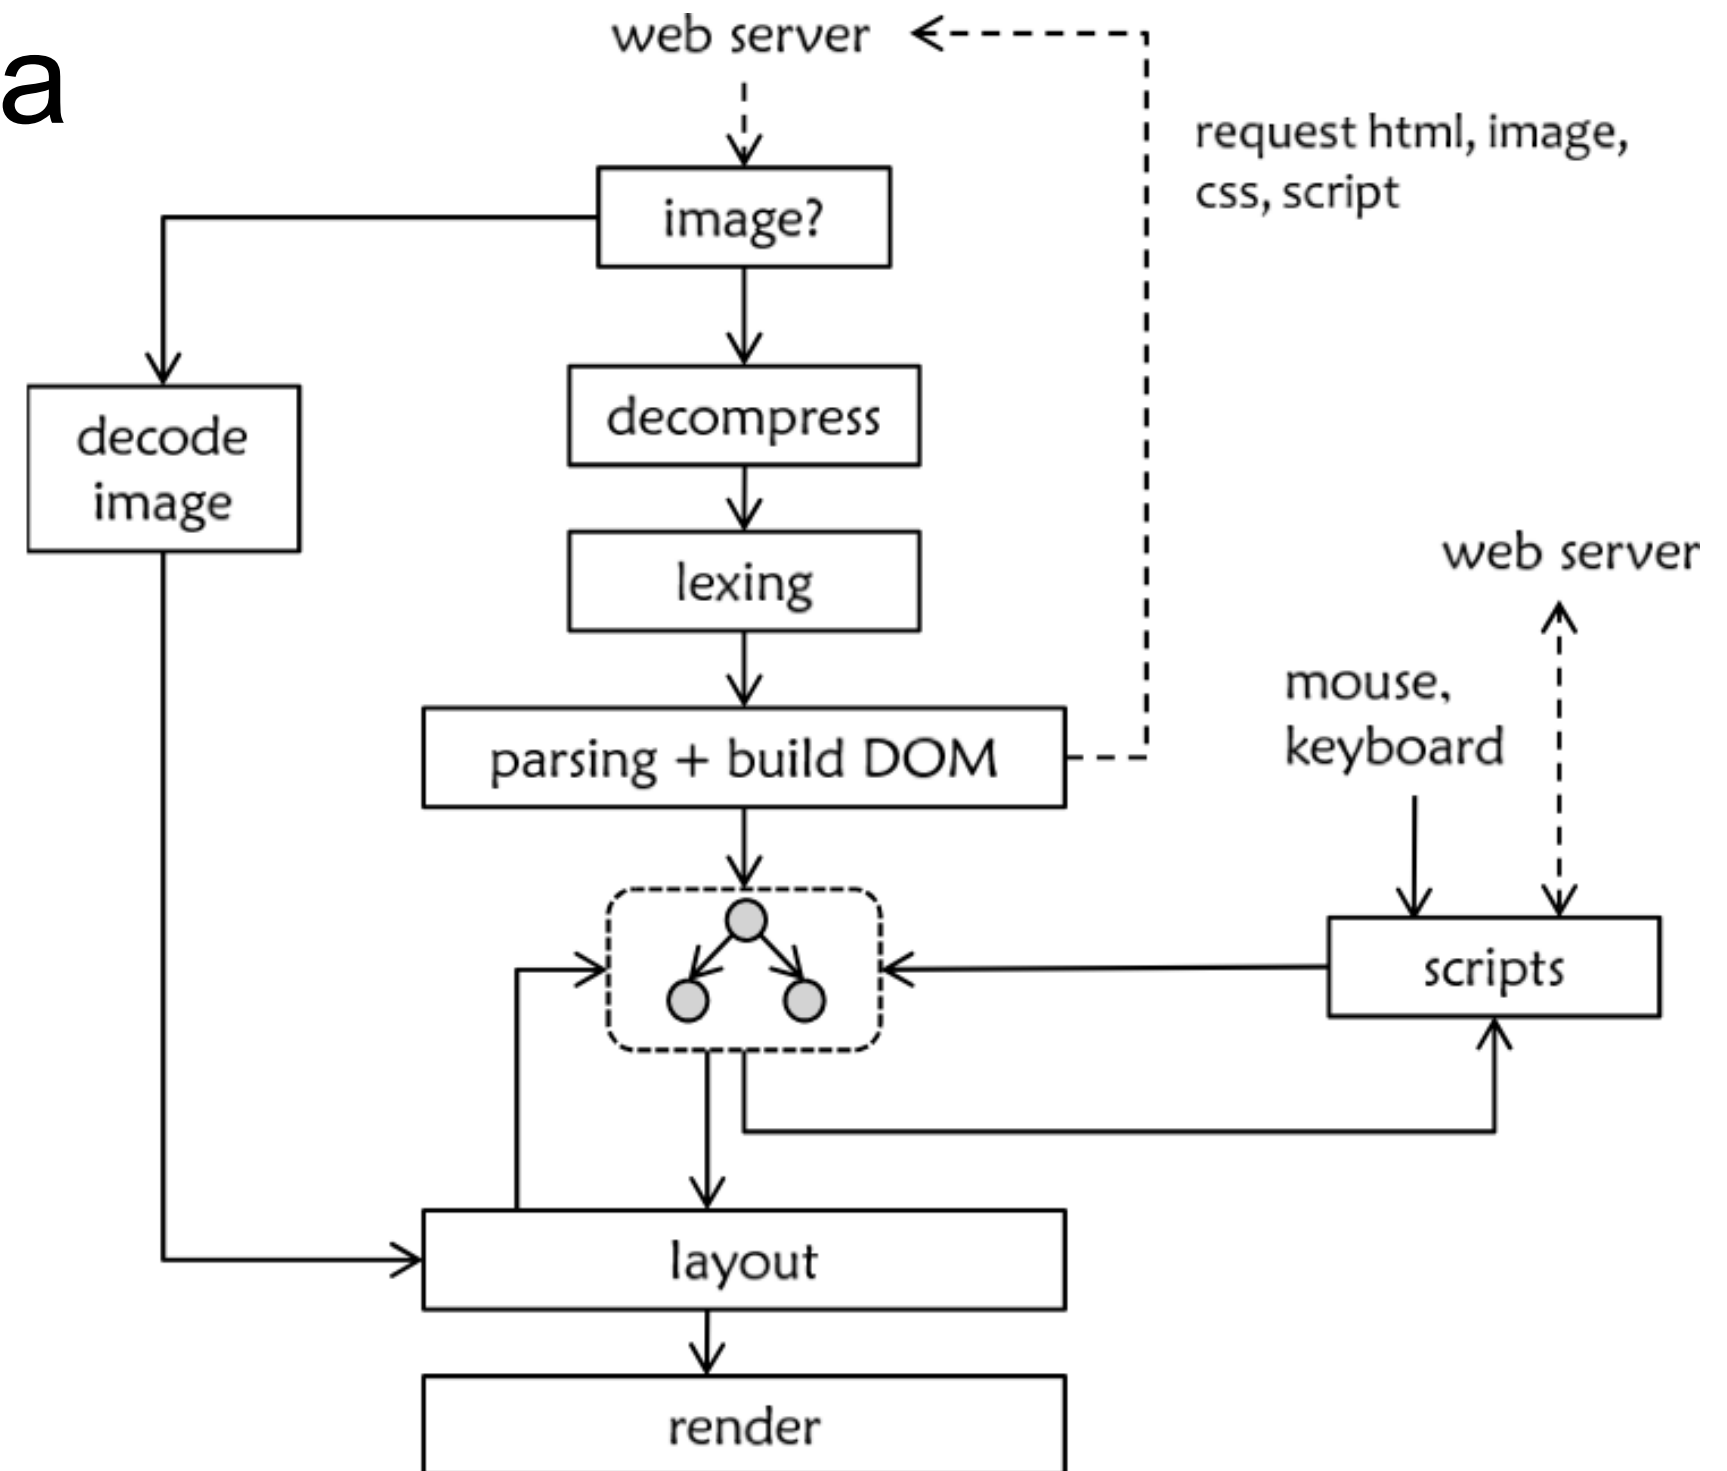 a
web server
request html, image,
css, script
image?
decompress
decode
image
lexing
web server
mouse,
keyboard
parsing + build DOM
scripts
layout
render